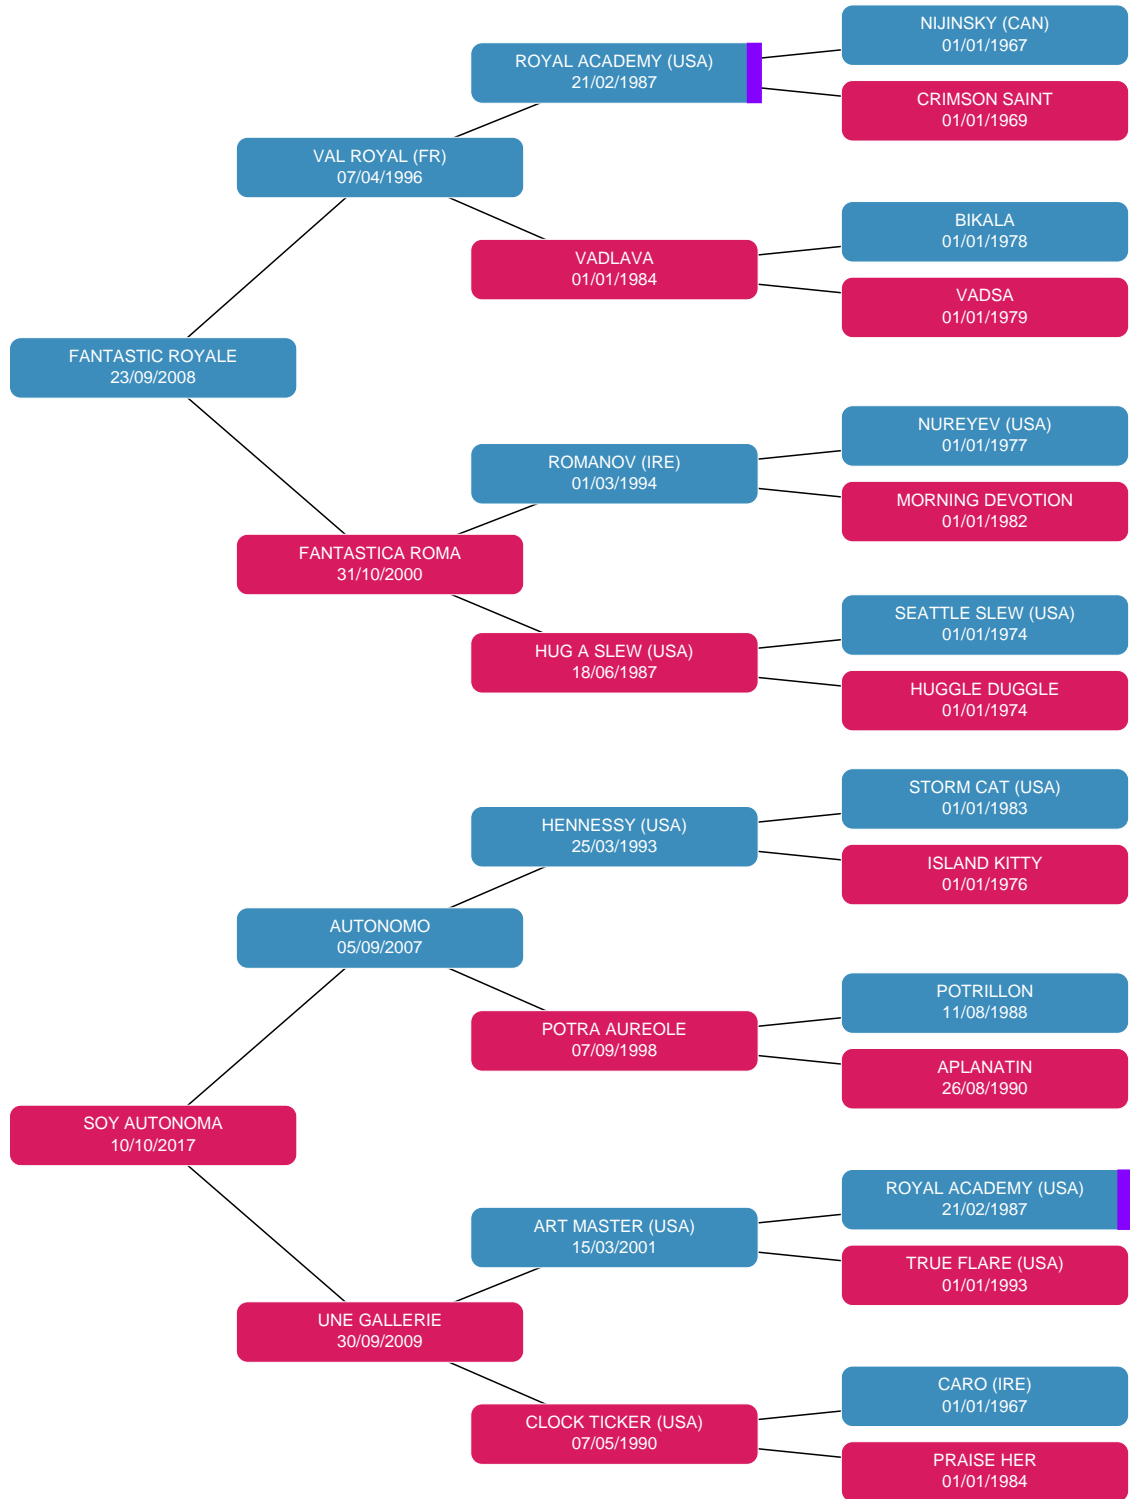 NIJINSKY (CAN)
01/01/1967
ROYAL ACADEMY (USA)
21/02/1987
CRIMSON SAINT
01/01/1969
VAL ROYAL (FR)
07/04/1996
BIKALA
01/01/1978
VADLAVA
01/01/1984
VADSA
01/01/1979
FANTASTIC ROYALE
23/09/2008
NUREYEV (USA)
01/01/1977
ROMANOV (IRE)
01/03/1994
MORNING DEVOTION
01/01/1982
FANTASTICA ROMA
31/10/2000
SEATTLE SLEW (USA)
01/01/1974
HUG A SLEW (USA)
18/06/1987
HUGGLE DUGGLE
01/01/1974
STORM CAT (USA)
01/01/1983
HENNESSY (USA)
25/03/1993
ISLAND KITTY
01/01/1976
AUTONOMO
05/09/2007
POTRILLON
11/08/1988
POTRA AUREOLE
07/09/1998
APLANATIN
26/08/1990
SOY AUTONOMA
10/10/2017
ROYAL ACADEMY (USA)
21/02/1987
ART MASTER (USA)
15/03/2001
TRUE FLARE (USA)
01/01/1993
UNE GALLERIE
30/09/2009
CARO (IRE)
01/01/1967
CLOCK TICKER (USA)
07/05/1990
PRAISE HER
01/01/1984